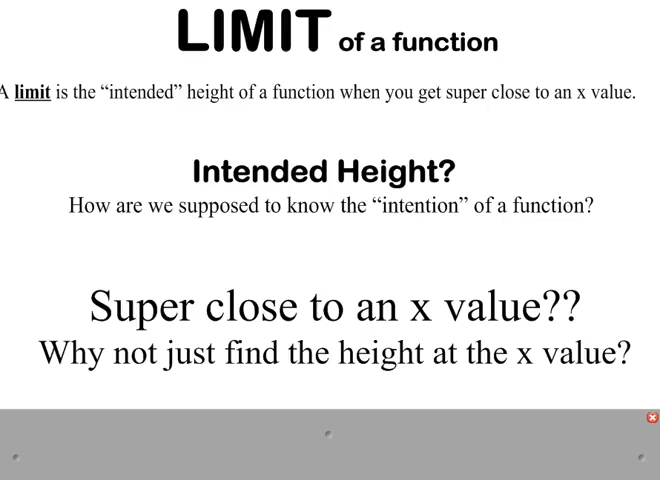 LIMIT of a function
A limit is the “intended” height of a function when you get super close to an x value.
Intended Height?
How are we supposed to know the “intention” of a function?
Super close to an x value??
Why not just find the height at the x value?